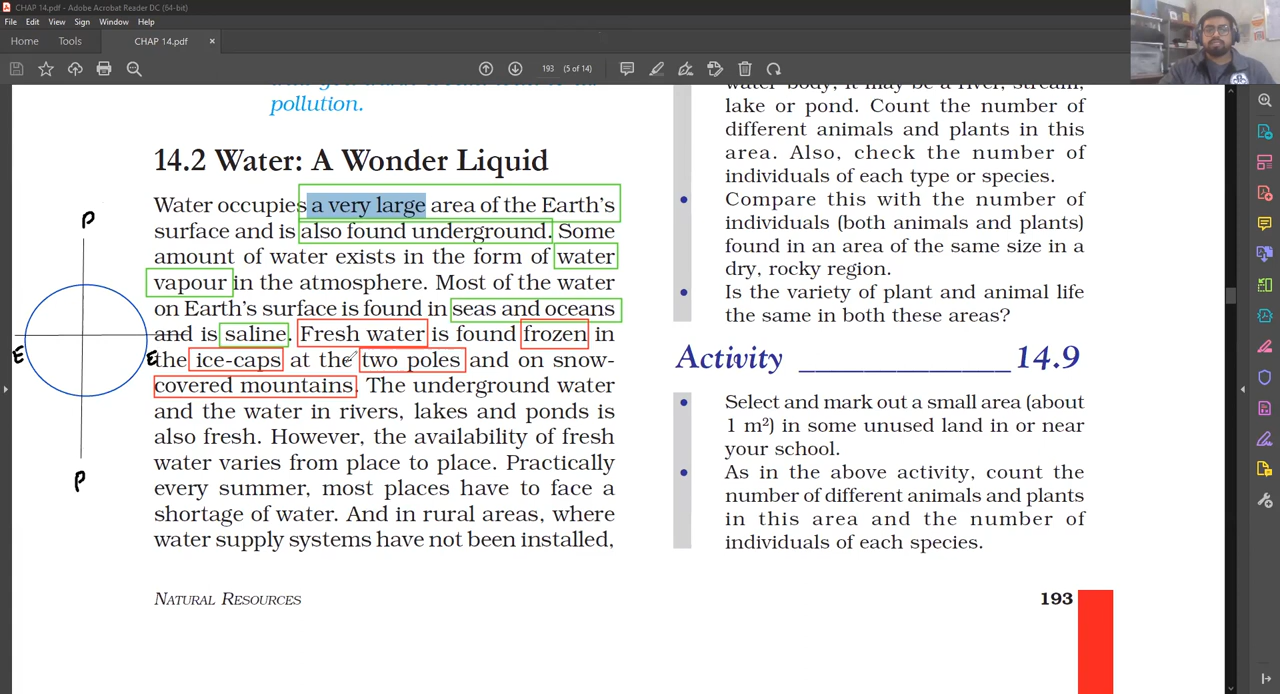 CHAP 14.pdf - Adobe Acrobat Reader DC (64-bit)
File Edit View Sign Window Help
Home Tools CHAP 14.pdf ×
193 (5 of 14)
pollution.
14.2 Water: A Wonder Liquid
Water occupies a very large area of the Earth's
surface and is also found underground. Some
amount of water exists in the form of water
vapour in the atmosphere. Most of the water
on Earth's surface is found in seas and oceans
and is saline. Fresh water is found frozen in
the ice-caps at the two poles and on snow-
covered mountains. The underground water
and the water in rivers, lakes and ponds is
also fresh. However, the availability of fresh
water varies from place to place. Practically
every summer, most places have to face a
shortage of water. And in rural areas, where
water supply systems have not been installed,
P
E E
P
water body, it may be a river, stream,
lake or pond. Count the number of
different animals and plants in this
area. Also, check the number of
individuals of each type or species.
• Compare this with the number of
individuals (both animals and plants)
found in an area of the same size in a
dry, rocky region.
• Is the variety of plant and animal life
the same in both these areas?
Activity ______________ 14.9
• Select and mark out a small area (about
1 m²) in some unused land in or near
your school.
• As in the above activity, count the
number of different animals and plants
in this area and the number of
individuals of each species.
NATURAL RESOURCES 193